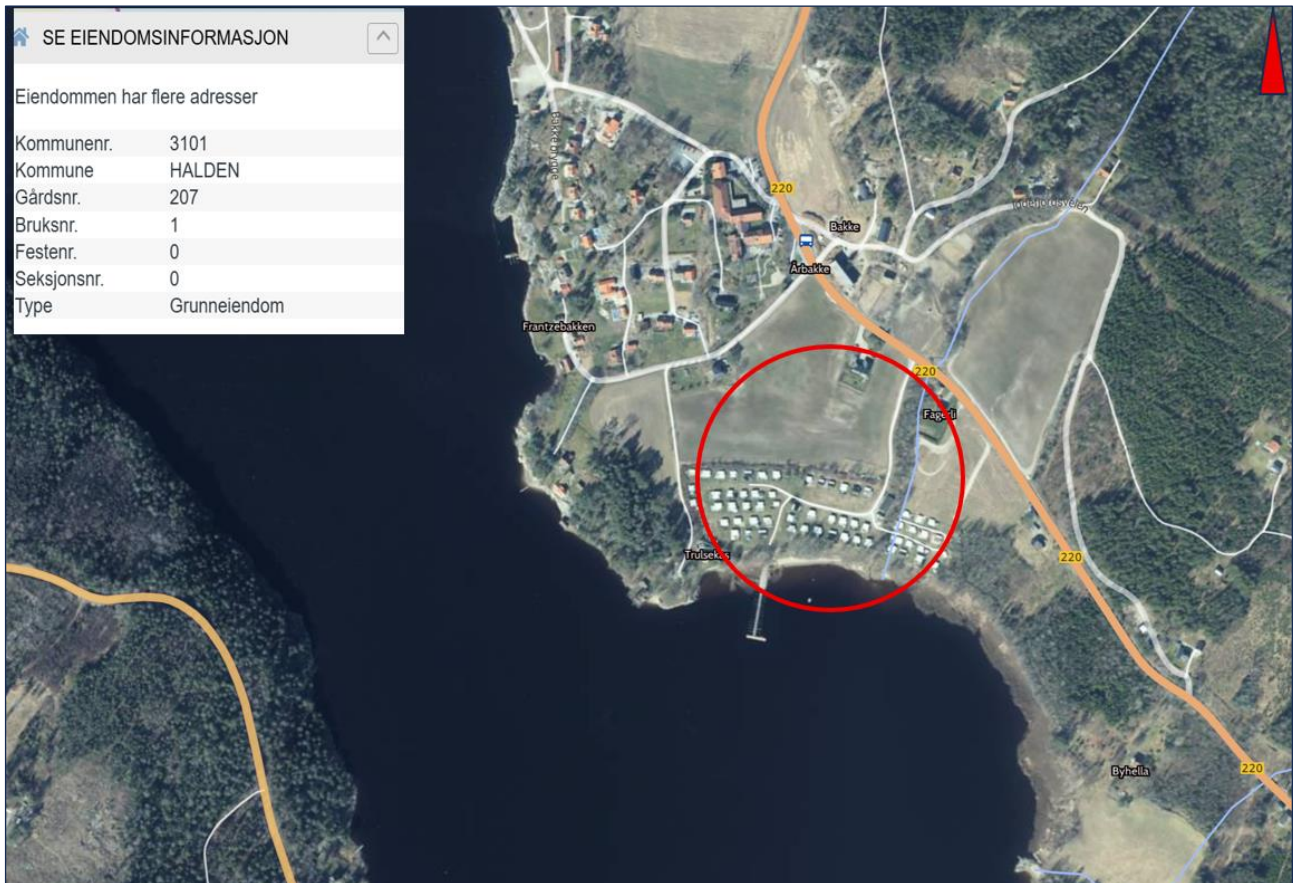 SE EIENDOMSINFORMASJON
Eiendommen har flere adresser
Kommunenr. 3101
Kommune HALDEN
Gårdsnr. 207
Bruksnr. 1
Festenr. 0
Seksjonsnr. 0
Type Grunneiendom
220
Bakke
Årbakke
Frantzebakken
220
Fagerli
Trulsekås
220
Byhella
220